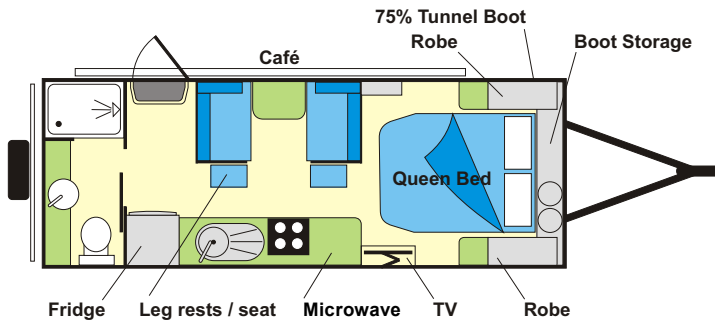 75% Tunnel Boot
Café
Robe
Boot Storage
Queen Bed
Fridge
Leg rests / seat
Microwave
TV
Robe